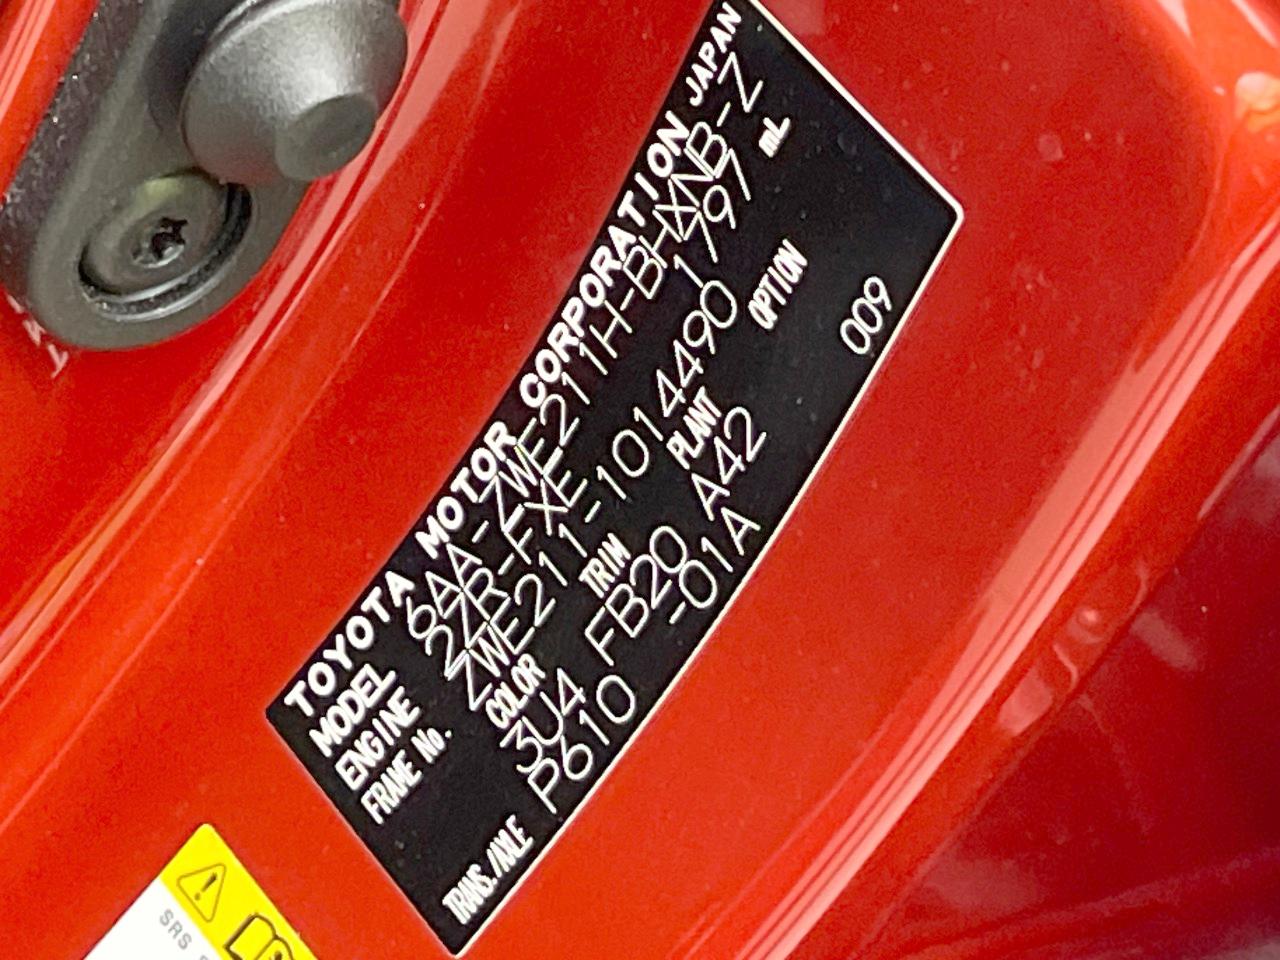 TOYOTA MOTOR CORPORATION JAPAN
MODEL 6AA-ZWE211H-BHXNB-Z
ENGINE 2ZR-FXE 1797 mL
FRAME No. ZWE211-1014490
COLOR TRIM PLANT OPTION
3U4 FB20 A42 009
TRANS./AXLE P610 -01A
SRS